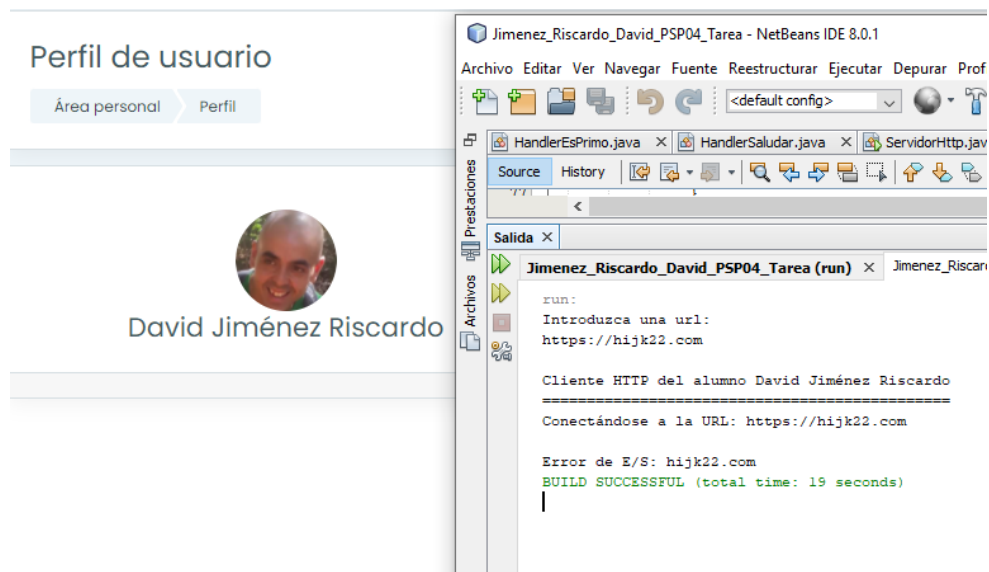 Perfil de usuario
Área personal
Perfil
David Jiménez Riscardo
Jimenez_Riscardo_David_PSP04_Tarea - NetBeans IDE 8.0.1
Archivo Editar Ver Navegar Fuente Reestructurar Ejecutar Depurar Prof
<default config>
HandlerEsPrimo.java
HandlerSaludar.java
ServidorHttp.jav
Source
History
Prestaciones
Archivos
Salida
Jimenez_Riscardo_David_PSP04_Tarea (run)
Jimenez_Riscar
run:
Introduzca una url:
https://hijk22.com
Cliente HTTP del alumno David Jiménez Riscardo
==============================================
Conectándose a la URL: https://hijk22.com
Error de E/S: hijk22.com
BUILD SUCCESSFUL (total time: 19 seconds)